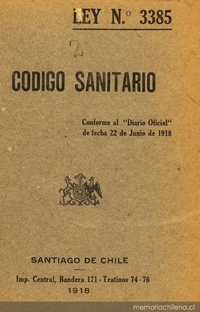 LEY N.º 3385
2
CODIGO SANITARIO
Conforme al "Diario Oficial"
de fecha 22 de Junio de 1918
SANTIAGO DE CHILE
Imp. Central, Bandera 171 - Teatinos 74-76
1918
memoriachilena.cl